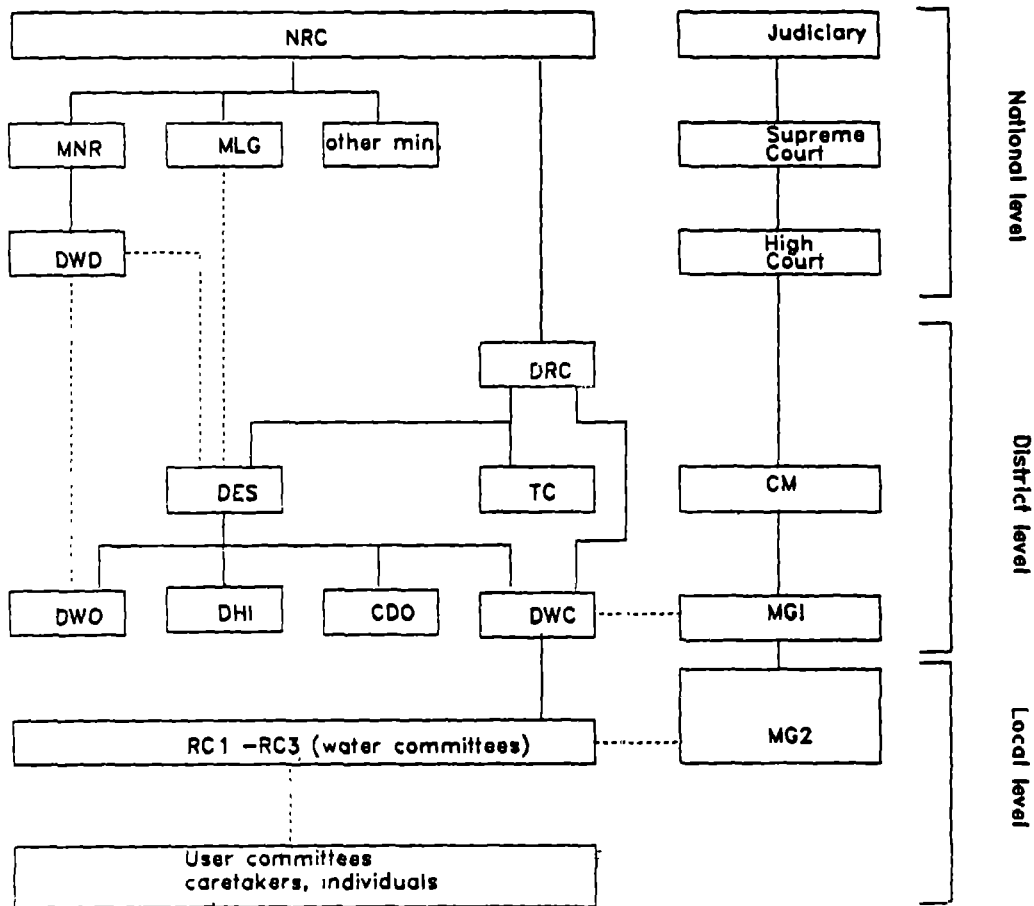 NRC
Judiciary
MNR
MLG
other min.
Supreme
Court
DWD
High
Court
National level
DRC
DES
TC
CM
DWO
DHI
CDO
DWC
MG1
District level
RC1 -RC3 (water committees)
MG2
User committees
caretakers, individuals
Local level